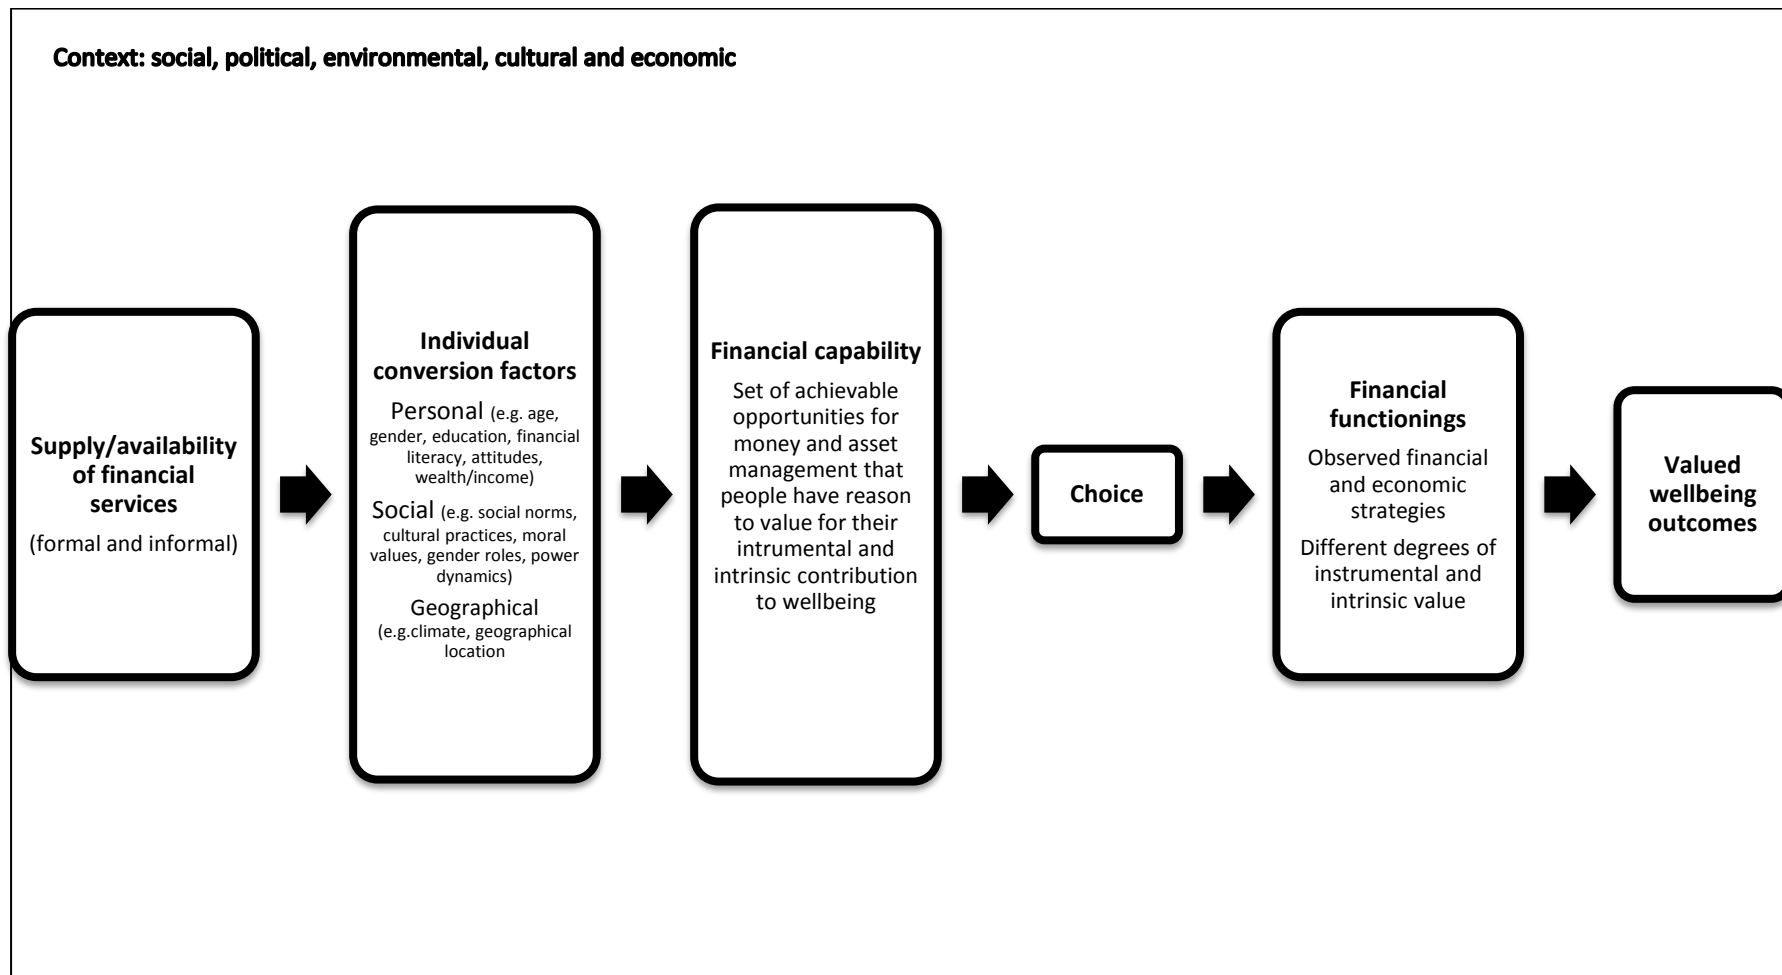 Context: social, political, environmental, cultural and economic
Supply/availability
of financial
services
(formal and informal)
Individual
conversion factors
Personal (e.g. age,
gender, education, financial
literacy, attitudes,
wealth/income)
Social (e.g. social norms,
cultural practices, moral
values, gender roles, power
dynamics)
Geographical
(e.g.climate, geographical
location
Financial capability
Set of achievable
opportunities for
money and asset
management that
people have reason
to value for their
intrumental and
intrinsic contribution
to wellbeing
Choice
Financial
functionings
Observed financial
and economic
strategies
Different degrees of
instrumental and
intrinsic value
Valued
wellbeing
outcomes